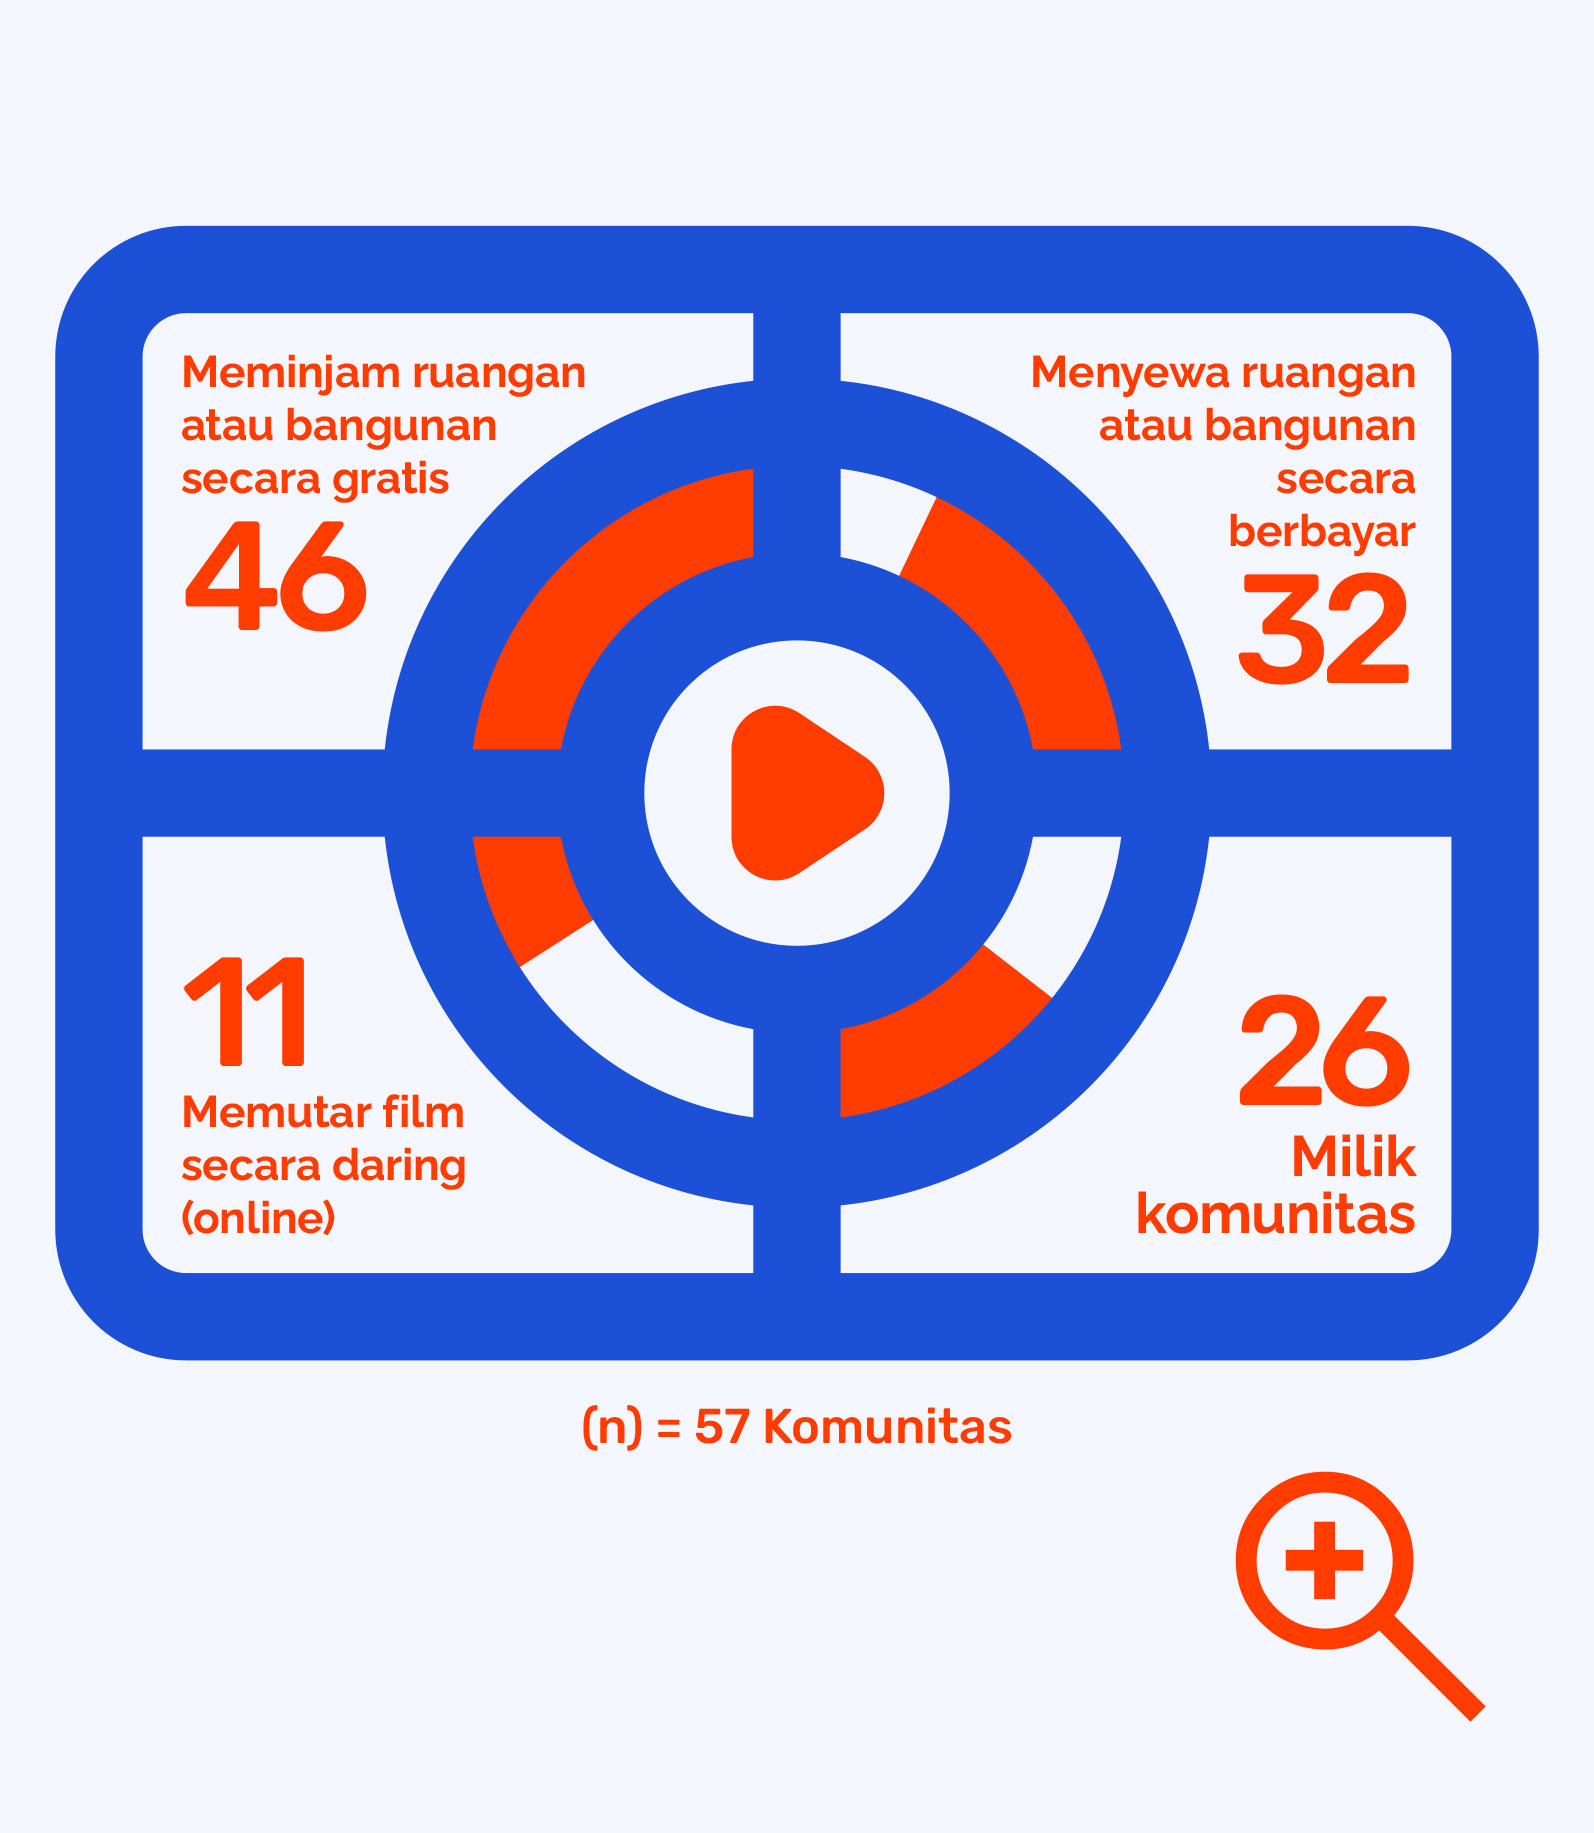 Meminjam ruangan
atau bangunan
secara gratis
46
Menyewa ruangan
atau bangunan
secara
berbayar
32
11
Memutar film
secara daring
(online)
26
Milik
komunitas
(n) = 57 Komunitas